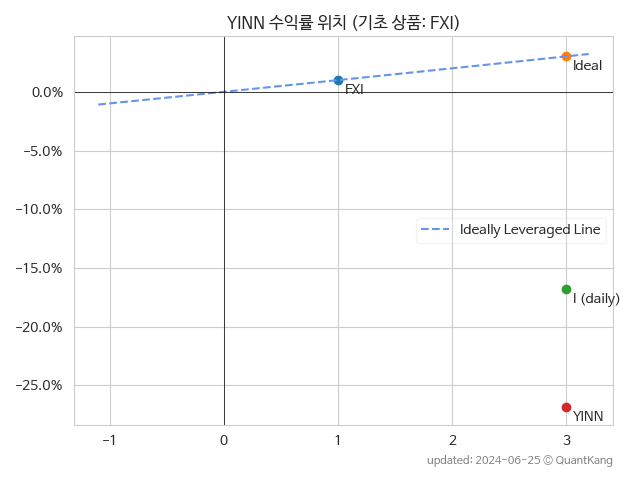 YINN 수익률 위치 (기초 상품: FXI)
0.0%
−5.0%
−10.0%
−15.0%
−20.0%
−25.0%
Ideal
FXI
Ideally Leveraged Line
I (daily)
YINN
−1
0
1
2
3
updated: 2024-06-25 © QuantKang